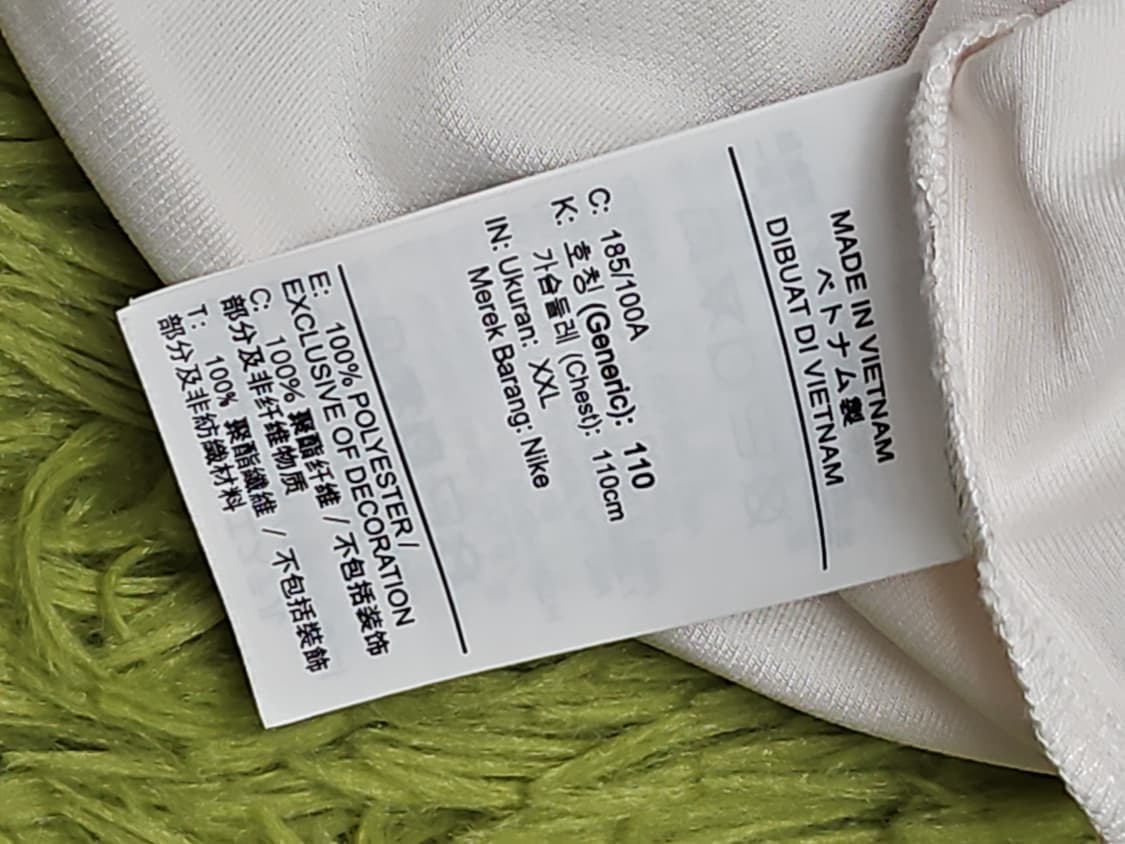 MADE IN VIETNAM
ベトナム製
DIBUAT DI VIETNAM
C: 185/100A
K: 호칭 (Generic): 110
가슴둘레 (Chest): 110cm
IN: Ukuran: XXL
Merek Barang: Nike
E: 100% POLYESTER /
EXCLUSIVE OF DECORATION
C: 100% 聚酯纤维 / 不包括装饰
部分及非纤维物质
T: 100% 聚酯纖維 / 不包括裝飾
部分及非紡織材料